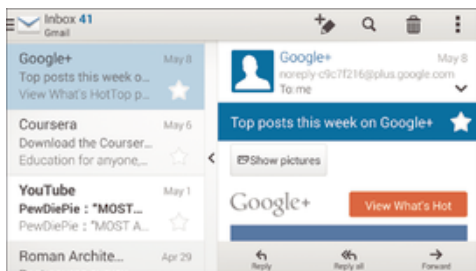 Inbox 41
Gmail
Google+ May 8
Top posts this week o...
View What's HotTop p...
Coursera May 6
Download the Courser...
Education for anyone,...
YouTube May 1
PewDiePie : "MOST...
PewDiePie : "MOST A...
Roman Archite... Apr 29
Google+ May 8
noreply-c9c7f216@plus.google.com
To: me
Top posts this week on Google+
Show pictures
Google+
View What's Hot
Reply
Reply all
Forward